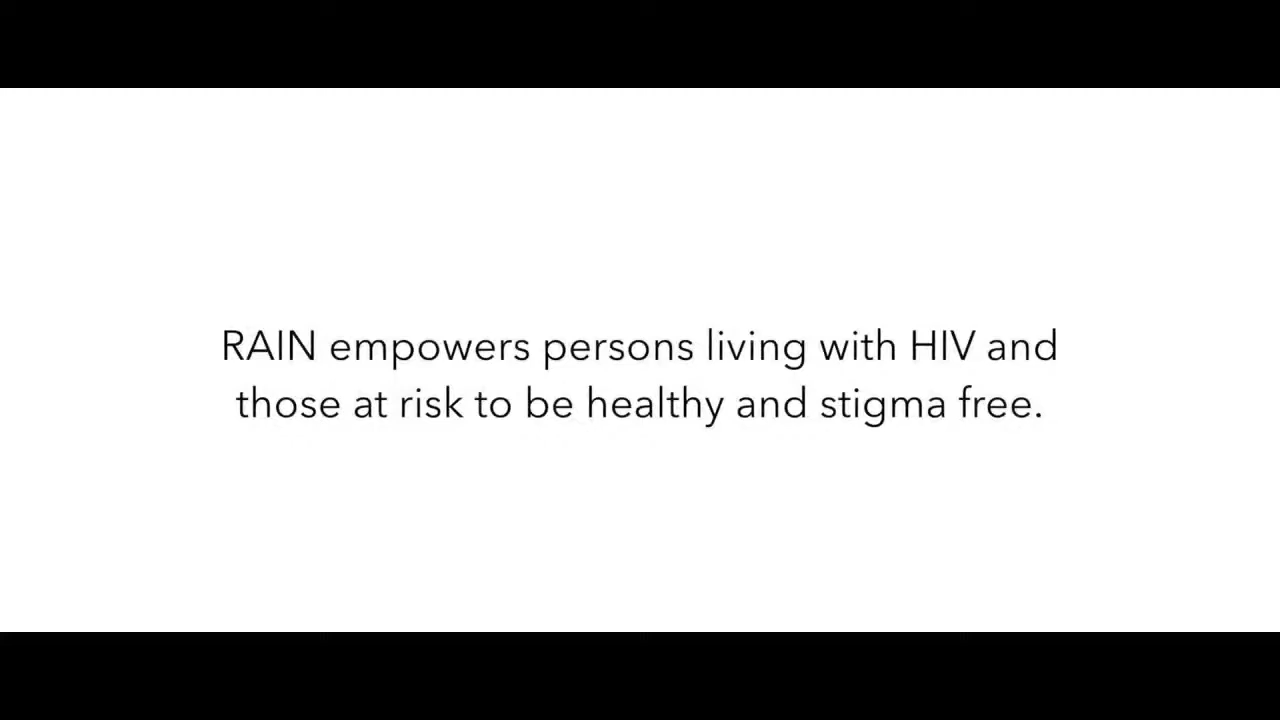 RAIN empowers persons living with HIV and
those at risk to be healthy and stigma free.